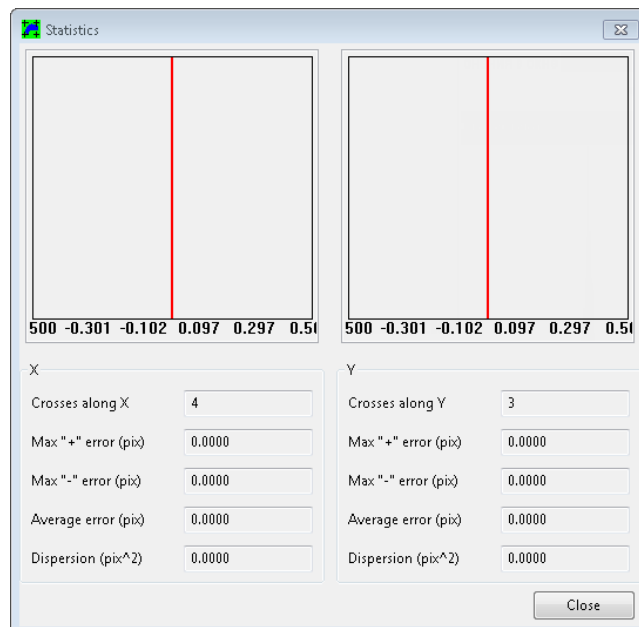 Statistics
500 -0.301 -0.102 0.097 0.297 0.50
500 -0.301 -0.102 0.097 0.297 0.50
X
Crosses along X 4
Max "+" error (pix) 0.0000
Max "-" error (pix) 0.0000
Average error (pix) 0.0000
Dispersion (pix^2) 0.0000
Y
Crosses along Y 3
Max "+" error (pix) 0.0000
Max "-" error (pix) 0.0000
Average error (pix) 0.0000
Dispersion (pix^2) 0.0000
Close